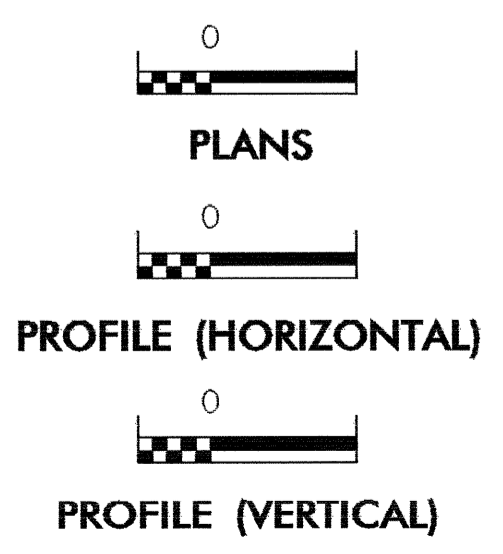 0
PLANS
0
PROFILE (HORIZONTAL)
0
PROFILE (VERTICAL)